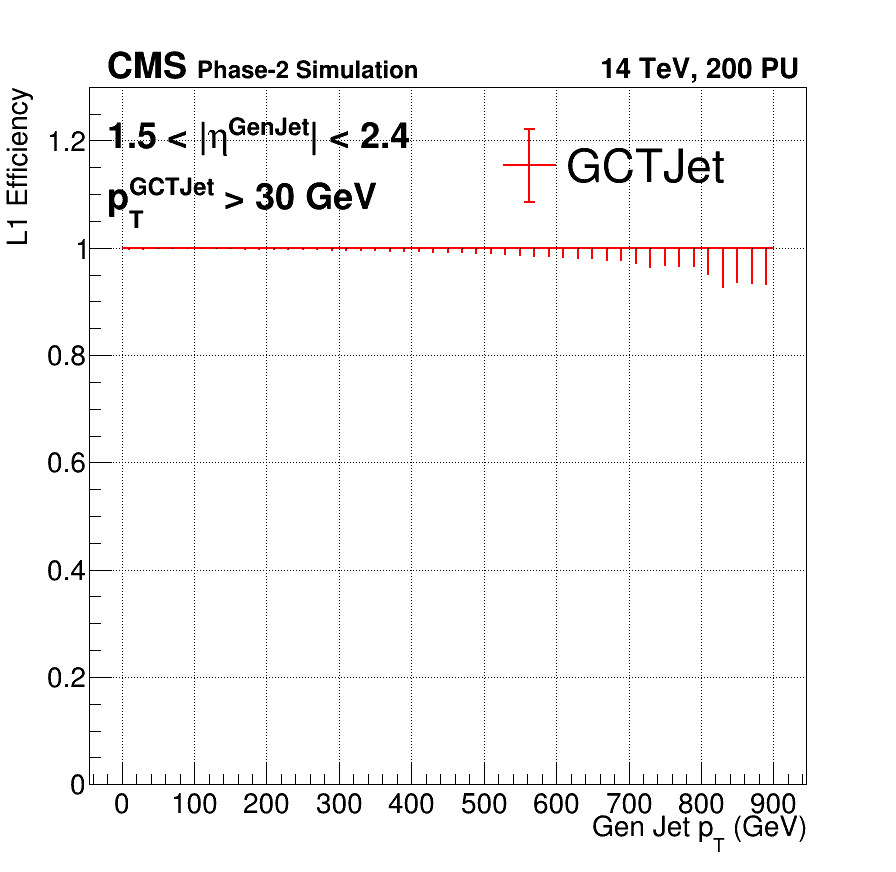 CMS Phase-2 Simulation 14 TeV, 200 PU
1.5 < |η^GenJet| < 2.4
p_T^GCTJet > 30 GeV
GCTJet
L1 Efficiency
1.2
1
0.8
0.6
0.4
0.2
0
0 100 200 300 400 500 600 700 800 900
Gen Jet p_T (GeV)